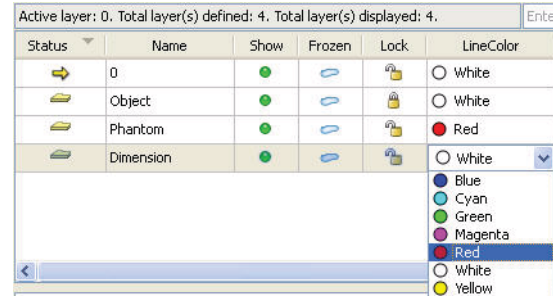 Active layer: 0. Total layer(s) defined: 4. Total layer(s) displayed: 4.
Status Name Show Frozen Lock LineColor
0 White
Object White
Phantom Red
Dimension White
Blue
Cyan
Green
Magenta
Red
White
Yellow